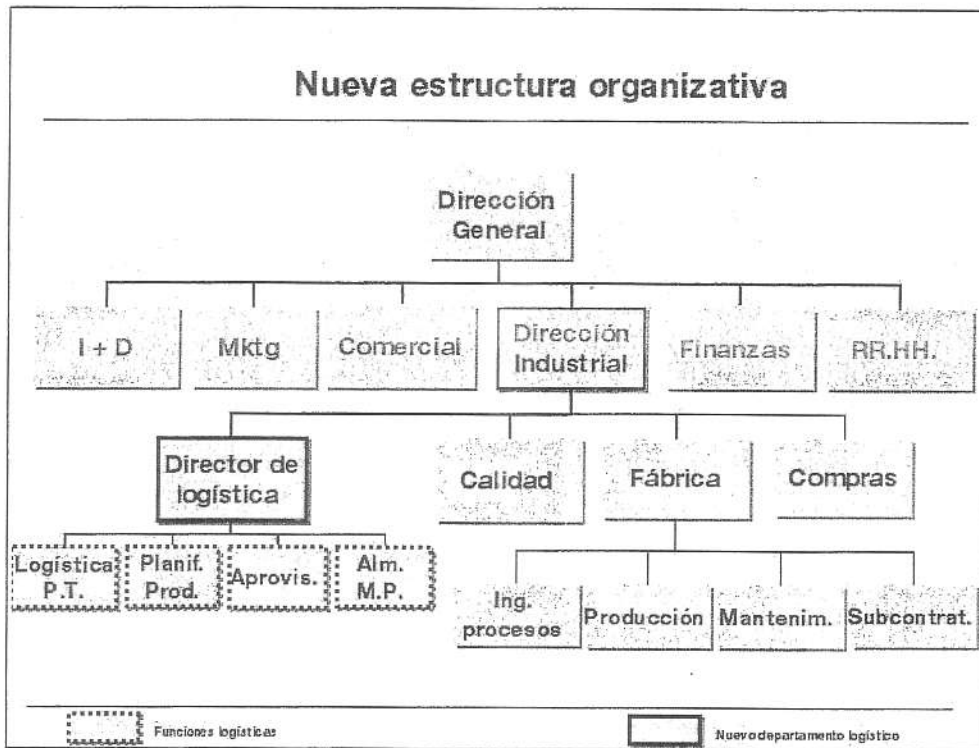 Nueva estructura organizativa
Dirección
General
I + D
Mktg
Comercial
Dirección
Industrial
Finanzas
RR.HH.
Director de
logística
Calidad
Fábrica
Compras
Logística
P.T.
Planif.
Prod.
Aprovis.
Alm.
M.P.
Ing.
procesos
Producción
Mantenim.
Subcontrat.
Funciones logísticas
Nuevo departamento logístico